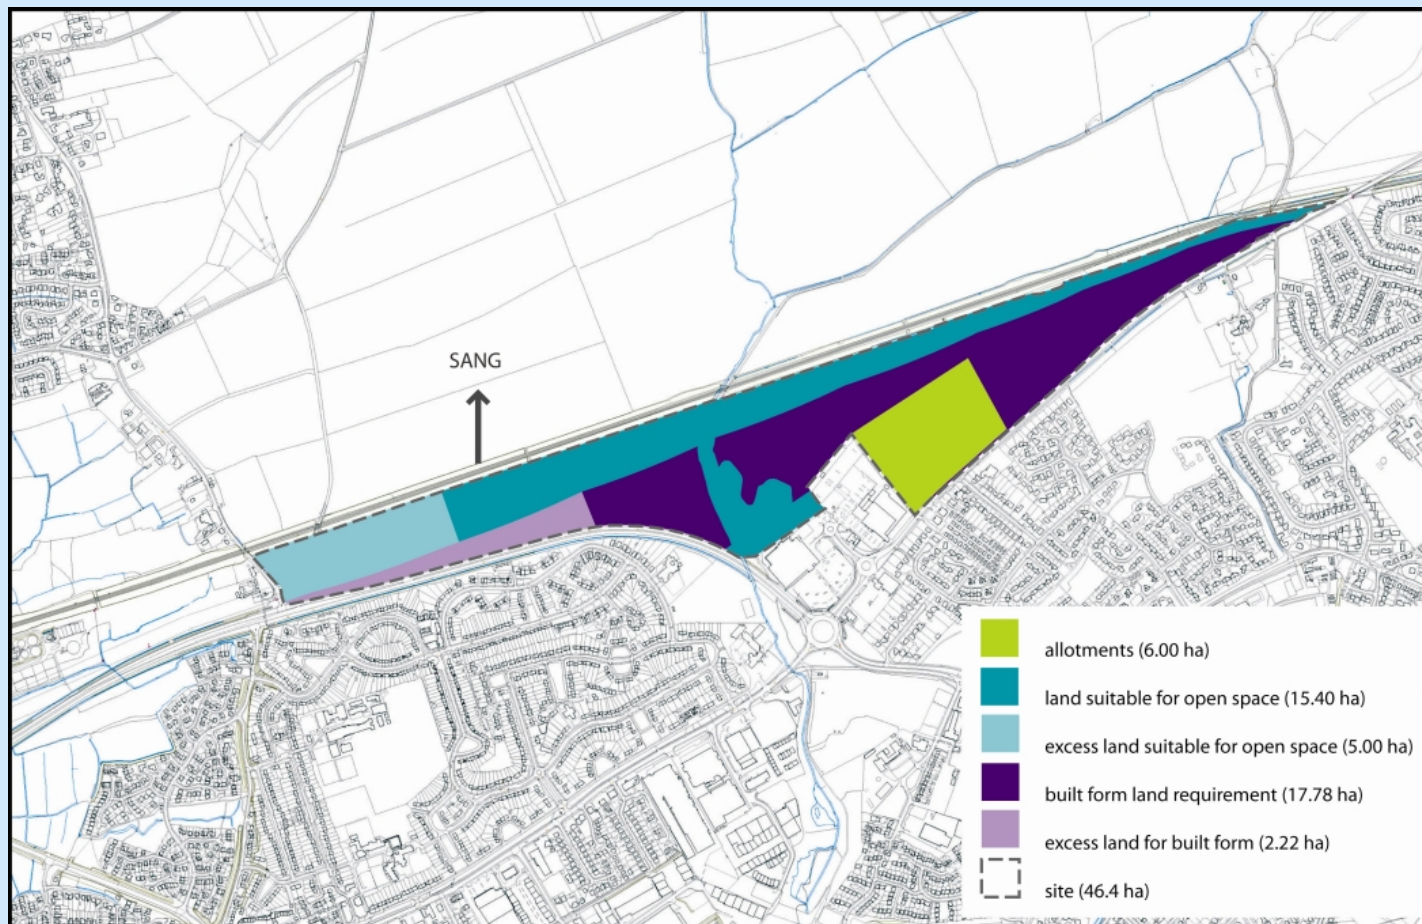 SANG
allotments (6.00 ha)
land suitable for open space (15.40 ha)
excess land suitable for open space (5.00 ha)
built form land requirement (17.78 ha)
excess land for built form (2.22 ha)
site (46.4 ha)